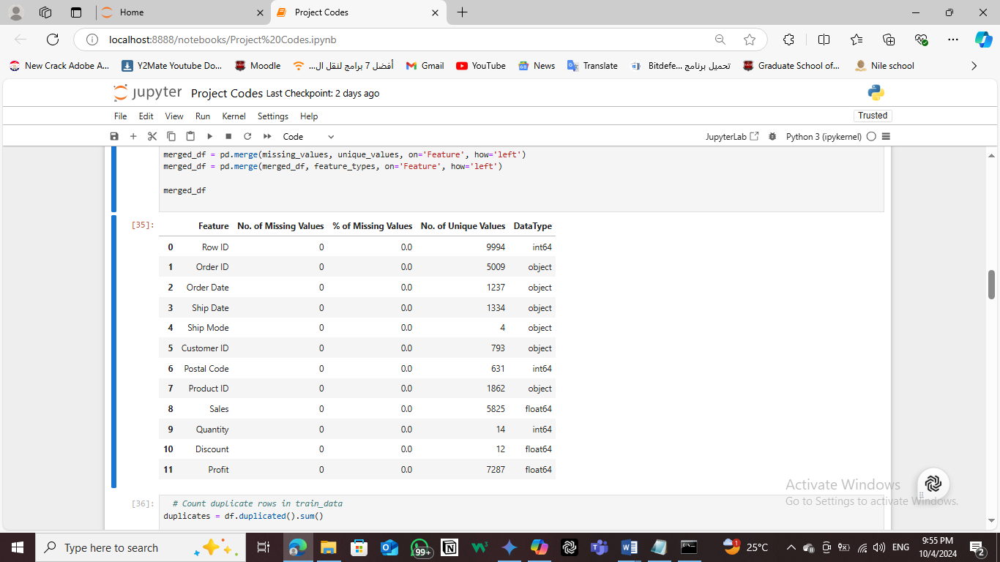 Home
Project Codes
localhost:8888/notebooks/Project%20Codes.ipynb
New Crack Adobe A...
Y2Mate Youtube Do...
Moodle
أفضل 7 برامج لنقل ال...
Gmail
YouTube
News
Translate
تحميل برنامج ...Bitdefe
Graduate School of...
Nile school
jupyter Project Codes Last Checkpoint: 2 days ago
File Edit View Run Kernel Settings Help
Trusted
Code
JupyterLab
Python 3 (ipykernel)
merged_df = pd.merge(missing_values, unique_values, on='Feature', how='left')
merged_df = pd.merge(merged_df, feature_types, on='Feature', how='left')
merged_df
[35]:
Feature No. of Missing Values % of Missing Values No. of Unique Values DataType
0 Row ID 0 0.0 9994 int64
1 Order ID 0 0.0 5009 object
2 Order Date 0 0.0 1237 object
3 Ship Date 0 0.0 1334 object
4 Ship Mode 0 0.0 4 object
5 Customer ID 0 0.0 793 object
6 Postal Code 0 0.0 631 int64
7 Product ID 0 0.0 1862 object
8 Sales 0 0.0 5825 float64
9 Quantity 0 0.0 14 int64
10 Discount 0 0.0 12 float64
11 Profit 0 0.0 7287 float64
Activate Windows
Go to Settings to activate Windows.
[36]:
# Count duplicate rows in train_data
duplicates = df.duplicated().sum()
Type here to search
99+
1
25°C
ENG
9:55 PM
10/4/2024
2